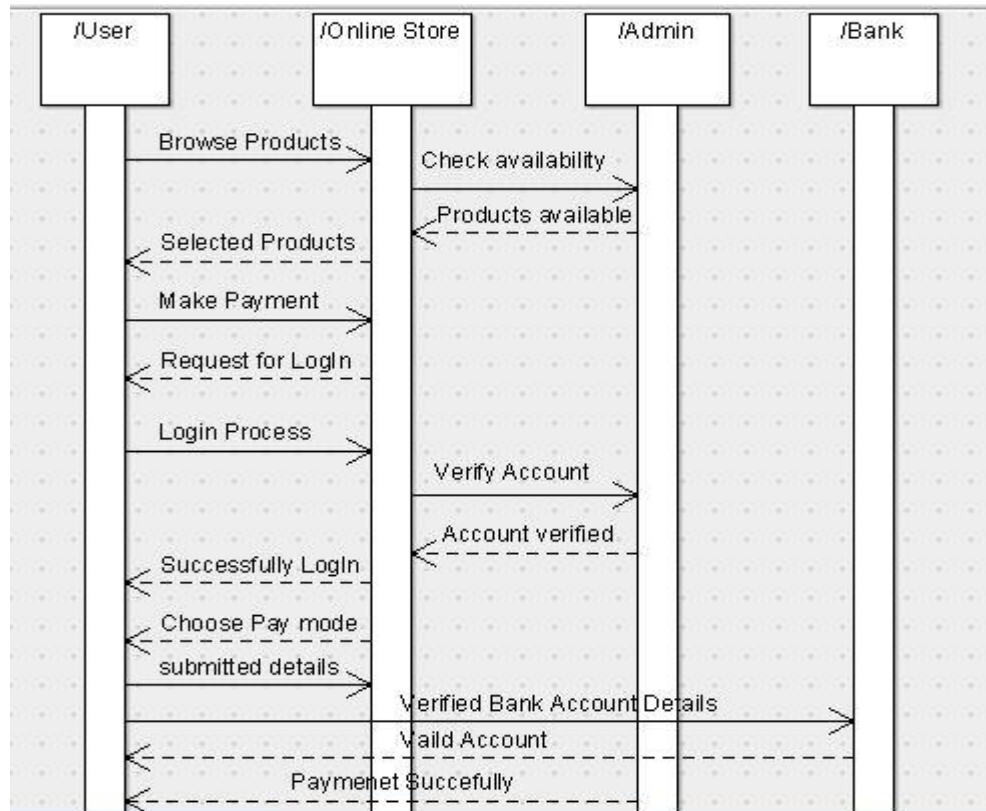 /User
/Online Store
/Admin
/Bank
Browse Products
Check availability
Products available
Selected Products
Make Payment
Request for LogIn
Login Process
Verify Account
Account verified
Successfully LogIn
Choose Pay mode
submitted details
Verified Bank Account Details
Vaild Account
Paymenet Succefully